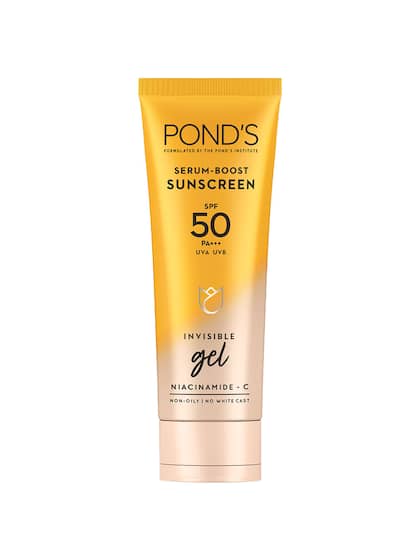 POND'S
FORMULATED BY THE POND'S INSTITUTE
SERUM-BOOST
SUNSCREEN
SPF
50
PA+++
UVA UVB
INVISIBLE
gel
NIACINAMIDE - C
NON-OILY | NO WHITE CAST